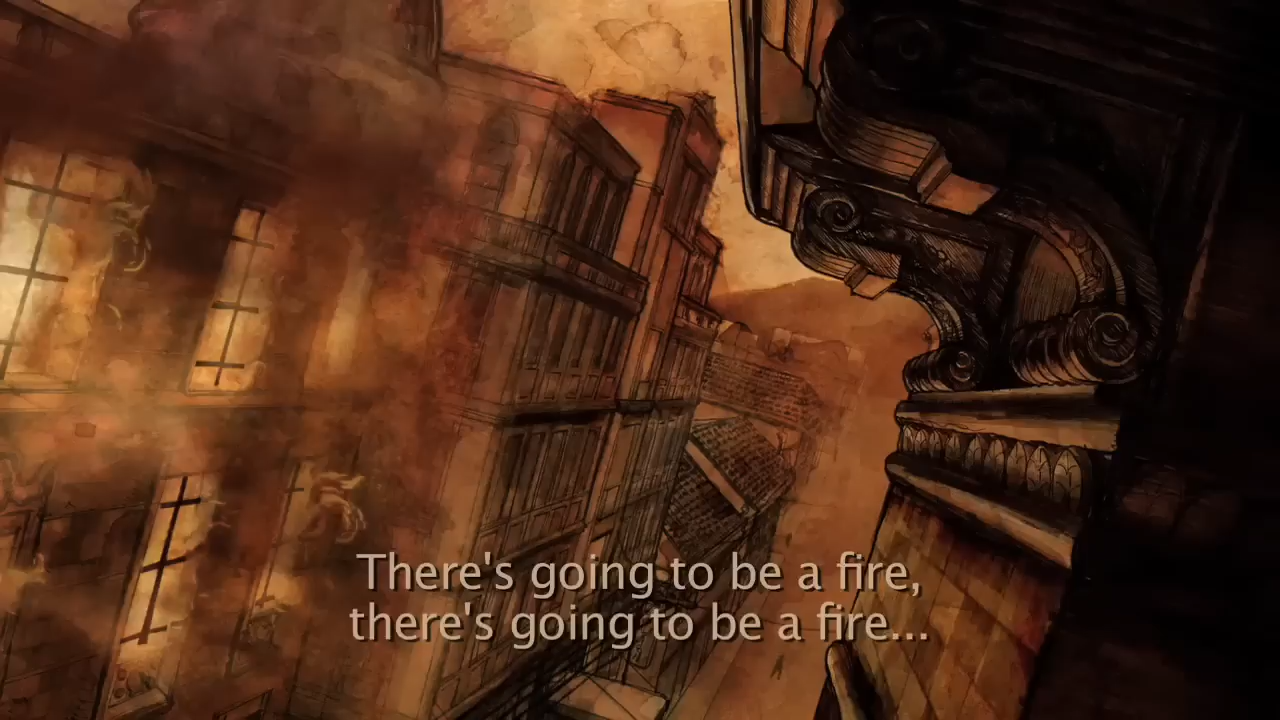 There's going to be a fire,
there's going to be a fire...